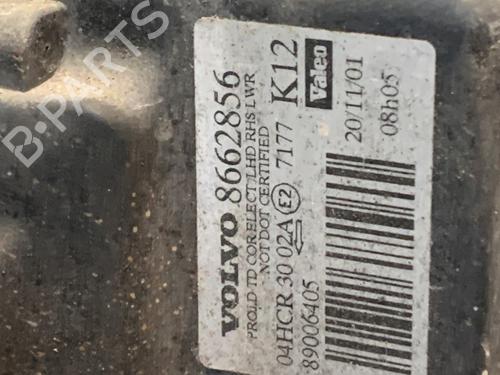 VOLVO 8662856 K12
PROJ.D TD COR.ELECT LHD RHS LWR
NOT DOT CERTIFIED
Valeo
04HCR 30 02A E2 7177
20/11/01
89006405
08h05
B-PARTS